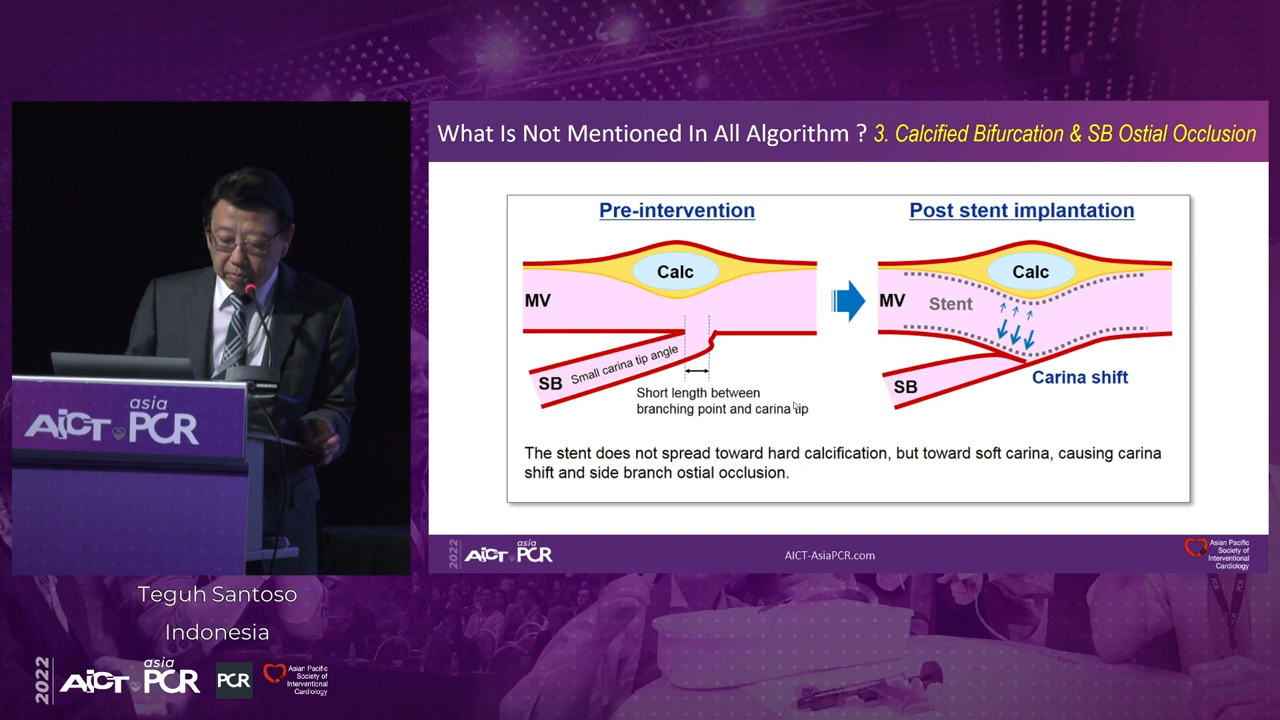 What Is Not Mentioned In All Algorithm ? 3. Calcified Bifurcation & SB Ostial Occlusion
Pre-intervention
Calc
MV
SB
Small carina tip angle
Short length between
branching point and carina tip
Post stent implantation
Calc
MV
Stent
SB
Carina shift
The stent does not spread toward hard calcification, but toward soft carina, causing carina
shift and side branch ostial occlusion.
2022
AICT
asia
PCR
AICT-AsiaPCR.com
Asian Pacific
Society of
Interventional
Cardiology
asia
AICT PCR
Teguh Santoso
Indonesia
2022
AICT
asia
PCR
PCR
Asian Pacific
Society of
Interventional
Cardiology